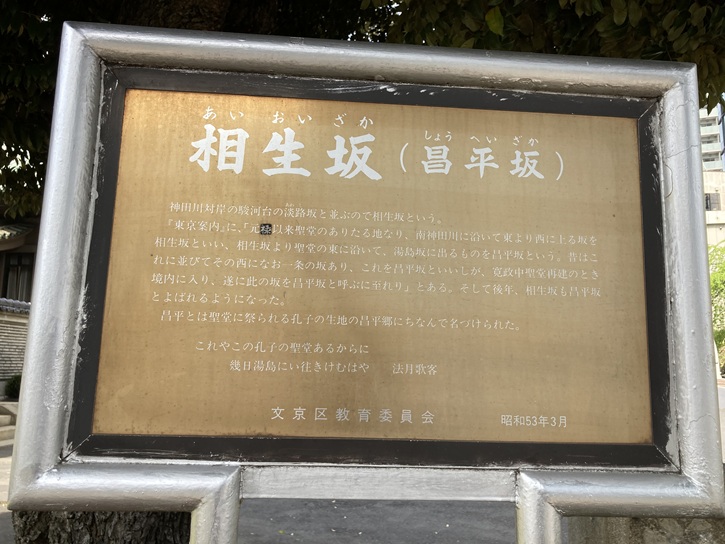 あい おい ざか しょう へい ざか
相生坂（昌平坂）
神田川対岸の駿河台の淡路坂と並ぶので相生坂という。
『東京案内』に、「元禄以来聖堂のありたる地なり、南神田川に沿いて東より西に上る坂を
相生坂といい、相生坂より聖堂の東に沿いて、湯島坂に出るものを昌平坂という。昔はこ
れに並びてその西になお一条の坂あり、これを昌平坂といいしが、寛政中聖堂再建のとき
境内に入り、遂に此の坂を昌平坂と呼ぶに至れり」とある。そして後年、相生坂も昌平坂
とよばれるようになった。
昌平とは聖堂に祭られる孔子の生地の昌平郷にちなんで名づけられた。
これやこの孔子の聖堂あるからに
幾日湯島にい往きけむはや 法月歌客
文京区教育委員会 昭和53年3月